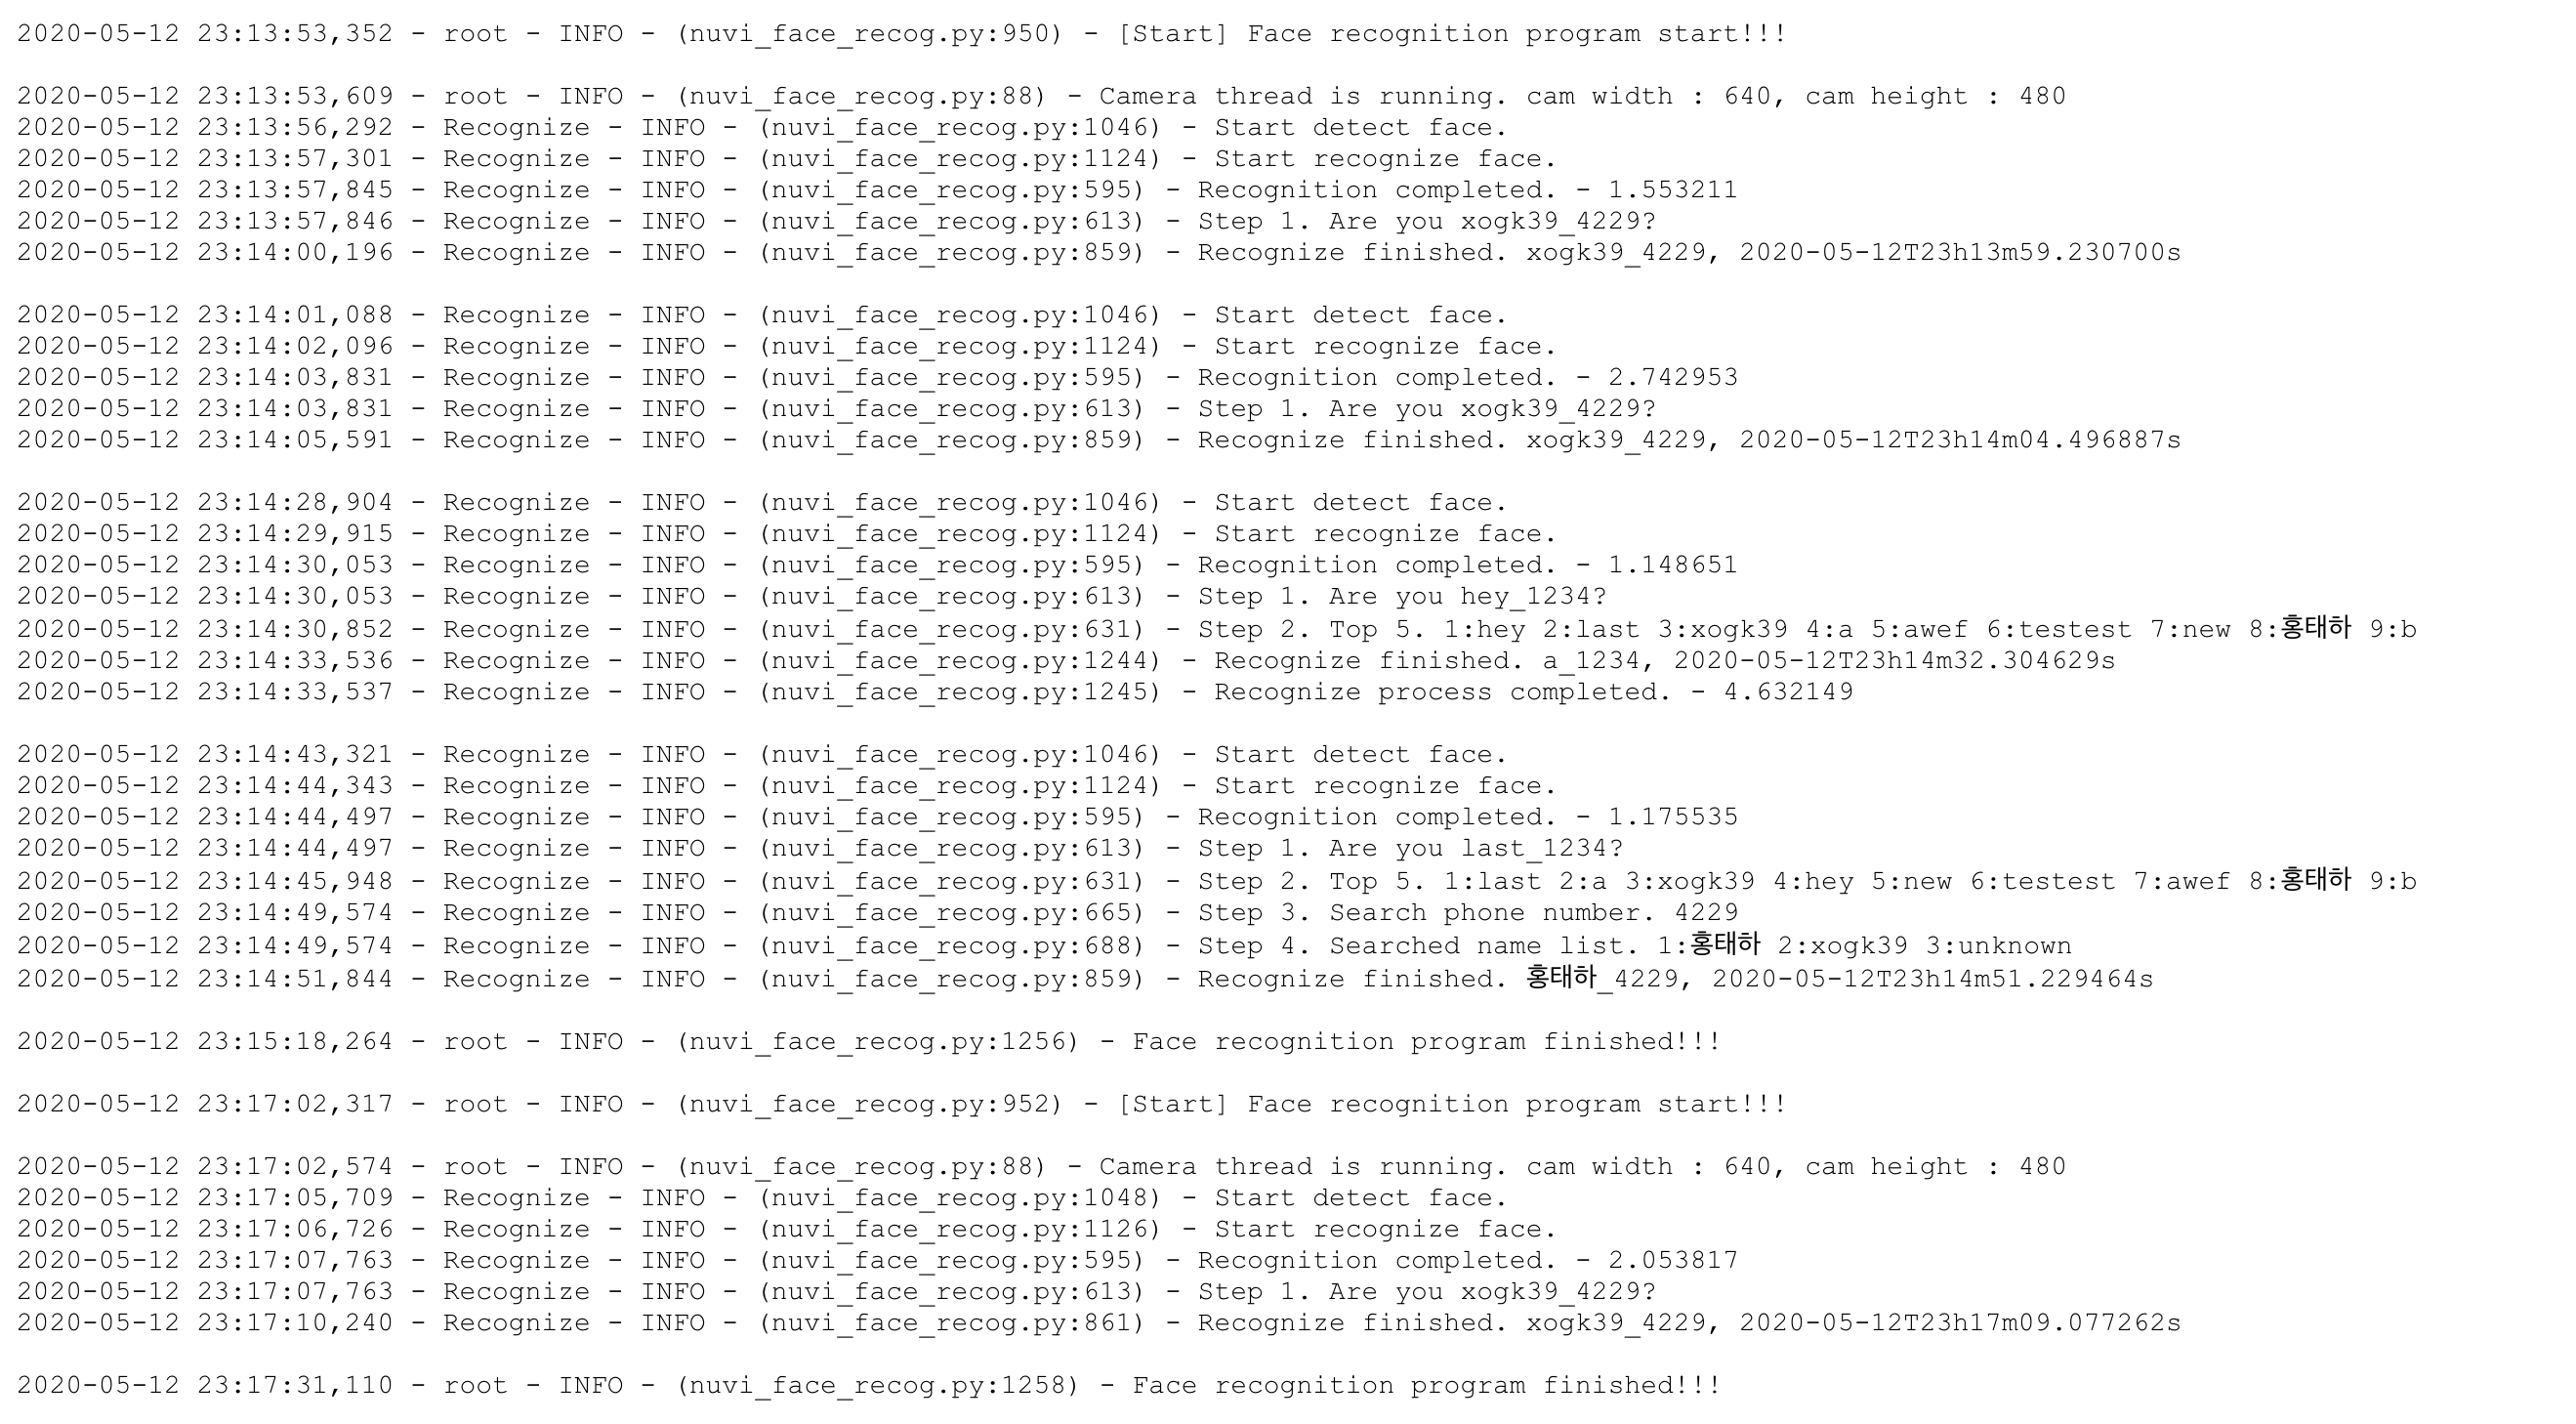 2020-05-12 23:13:53,352 - root - INFO - (nuvi_face_recog.py:950) - [Start] Face recognition program start!!!
2020-05-12 23:13:53,609 - root - INFO - (nuvi_face_recog.py:88) - Camera thread is running. cam width : 640, cam height : 480
2020-05-12 23:13:56,292 - Recognize - INFO - (nuvi_face_recog.py:1046) - Start detect face.
2020-05-12 23:13:57,301 - Recognize - INFO - (nuvi_face_recog.py:1124) - Start recognize face.
2020-05-12 23:13:57,845 - Recognize - INFO - (nuvi_face_recog.py:595) - Recognition completed. - 1.553211
2020-05-12 23:13:57,846 - Recognize - INFO - (nuvi_face_recog.py:613) - Step 1. Are you xogk39_4229?
2020-05-12 23:14:00,196 - Recognize - INFO - (nuvi_face_recog.py:859) - Recognize finished. xogk39_4229, 2020-05-12T23h13m59.230700s
2020-05-12 23:14:01,088 - Recognize - INFO - (nuvi_face_recog.py:1046) - Start detect face.
2020-05-12 23:14:02,096 - Recognize - INFO - (nuvi_face_recog.py:1124) - Start recognize face.
2020-05-12 23:14:03,831 - Recognize - INFO - (nuvi_face_recog.py:595) - Recognition completed. - 2.742953
2020-05-12 23:14:03,831 - Recognize - INFO - (nuvi_face_recog.py:613) - Step 1. Are you xogk39_4229?
2020-05-12 23:14:05,591 - Recognize - INFO - (nuvi_face_recog.py:859) - Recognize finished. xogk39_4229, 2020-05-12T23h14m04.496887s
2020-05-12 23:14:28,904 - Recognize - INFO - (nuvi_face_recog.py:1046) - Start detect face.
2020-05-12 23:14:29,915 - Recognize - INFO - (nuvi_face_recog.py:1124) - Start recognize face.
2020-05-12 23:14:30,053 - Recognize - INFO - (nuvi_face_recog.py:595) - Recognition completed. - 1.148651
2020-05-12 23:14:30,053 - Recognize - INFO - (nuvi_face_recog.py:613) - Step 1. Are you hey_1234?
2020-05-12 23:14:30,852 - Recognize - INFO - (nuvi_face_recog.py:631) - Step 2. Top 5. 1:hey 2:last 3:xogk39 4:a 5:awef 6:testest 7:new 8:홍태하 9:b
2020-05-12 23:14:33,536 - Recognize - INFO - (nuvi_face_recog.py:1244) - Recognize finished. a_1234, 2020-05-12T23h14m32.304629s
2020-05-12 23:14:33,537 - Recognize - INFO - (nuvi_face_recog.py:1245) - Recognize process completed. - 4.632149
2020-05-12 23:14:43,321 - Recognize - INFO - (nuvi_face_recog.py:1046) - Start detect face.
2020-05-12 23:14:44,343 - Recognize - INFO - (nuvi_face_recog.py:1124) - Start recognize face.
2020-05-12 23:14:44,497 - Recognize - INFO - (nuvi_face_recog.py:595) - Recognition completed. - 1.175535
2020-05-12 23:14:44,497 - Recognize - INFO - (nuvi_face_recog.py:613) - Step 1. Are you last_1234?
2020-05-12 23:14:45,948 - Recognize - INFO - (nuvi_face_recog.py:631) - Step 2. Top 5. 1:last 2:a 3:xogk39 4:hey 5:new 6:testest 7:awef 8:홍태하 9:b
2020-05-12 23:14:49,574 - Recognize - INFO - (nuvi_face_recog.py:665) - Step 3. Search phone number. 4229
2020-05-12 23:14:49,574 - Recognize - INFO - (nuvi_face_recog.py:688) - Step 4. Searched name list. 1:홍태하 2:xogk39 3:unknown
2020-05-12 23:14:51,844 - Recognize - INFO - (nuvi_face_recog.py:859) - Recognize finished. 홍태하_4229, 2020-05-12T23h14m51.229464s
2020-05-12 23:15:18,264 - root - INFO - (nuvi_face_recog.py:1256) - Face recognition program finished!!!
2020-05-12 23:17:02,317 - root - INFO - (nuvi_face_recog.py:952) - [Start] Face recognition program start!!!
2020-05-12 23:17:02,574 - root - INFO - (nuvi_face_recog.py:88) - Camera thread is running. cam width : 640, cam height : 480
2020-05-12 23:17:05,709 - Recognize - INFO - (nuvi_face_recog.py:1048) - Start detect face.
2020-05-12 23:17:06,726 - Recognize - INFO - (nuvi_face_recog.py:1126) - Start recognize face.
2020-05-12 23:17:07,763 - Recognize - INFO - (nuvi_face_recog.py:595) - Recognition completed. - 2.053817
2020-05-12 23:17:07,763 - Recognize - INFO - (nuvi_face_recog.py:613) - Step 1. Are you xogk39_4229?
2020-05-12 23:17:10,240 - Recognize - INFO - (nuvi_face_recog.py:861) - Recognize finished. xogk39_4229, 2020-05-12T23h17m09.077262s
2020-05-12 23:17:31,110 - root - INFO - (nuvi_face_recog.py:1258) - Face recognition program finished!!!